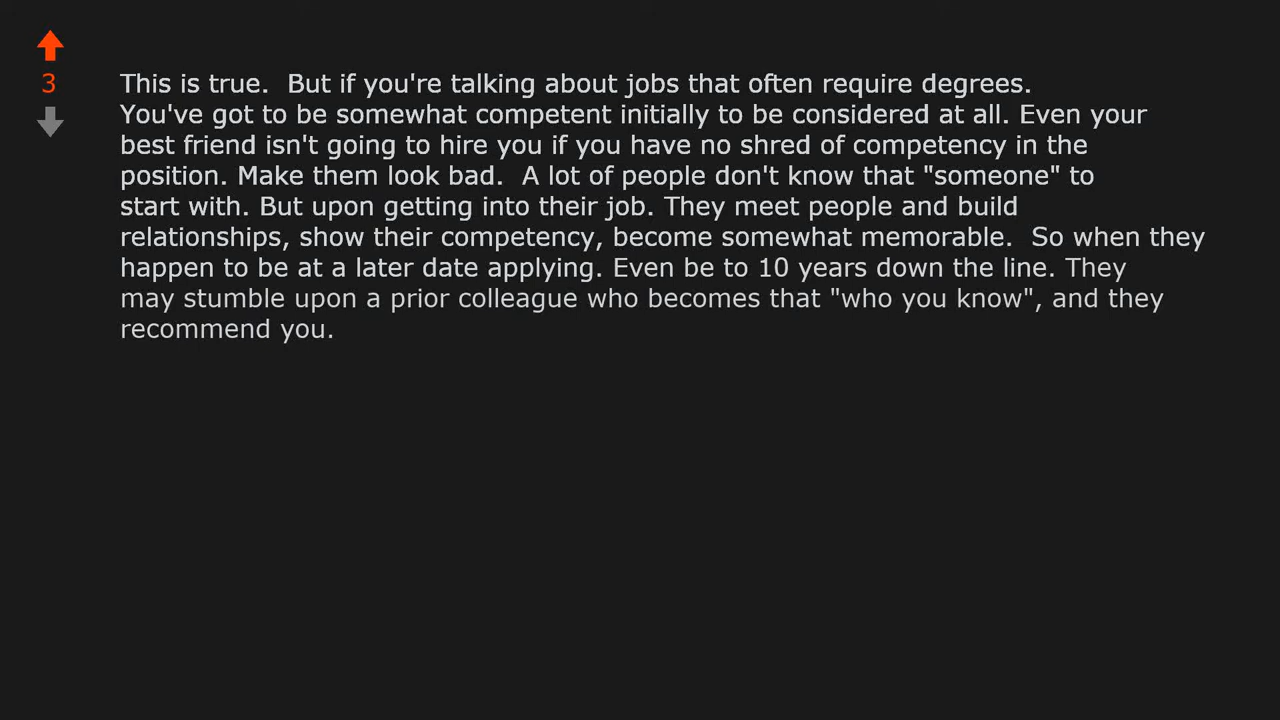 3
This is true.  But if you're talking about jobs that often require degrees.
You've got to be somewhat competent initially to be considered at all. Even your
best friend isn't going to hire you if you have no shred of competency in the
position. Make them look bad.  A lot of people don't know that "someone" to
start with. But upon getting into their job. They meet people and build
relationships, show their competency, become somewhat memorable.  So when they
happen to be at a later date applying. Even be to 10 years down the line. They
may stumble upon a prior colleague who becomes that "who you know", and they
recommend you.